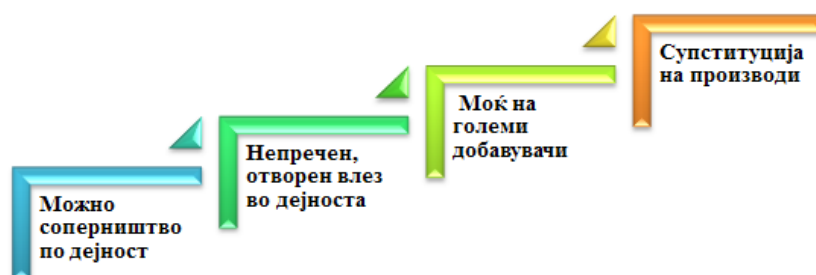 Можно
соперништво
по дејност
Непречен,
отворен влез
во дејноста
Моќ на
големи
добавувачи
Супституција
на производи